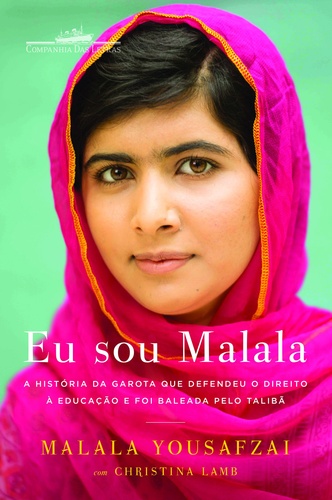 COMPANHIA DAS LETRAS
Eu sou Malala
A HISTÓRIA DA GAROTA QUE DEFENDEU O DIREITO
À EDUCAÇÃO E FOI BALEADA PELO TALIBÃ
MALALA YOUSAFZAI
com CHRISTINA LAMB